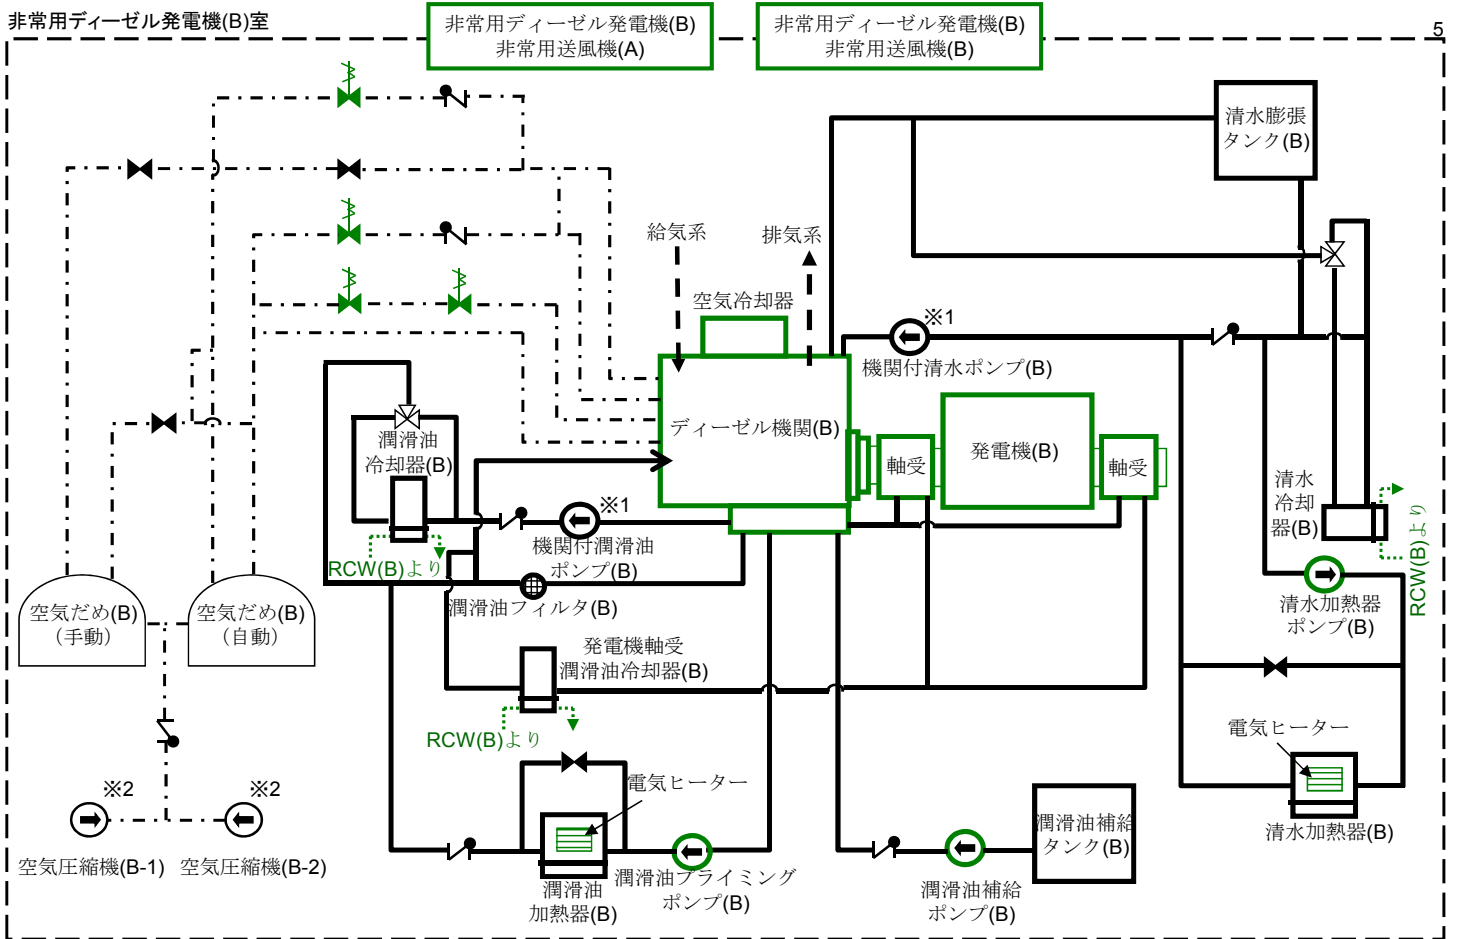 非常用ディーゼル発電機(B)室
非常用ディーゼル発電機(B)
非常用送風機(A)
非常用ディーゼル発電機(B)
非常用送風機(B)
5
清水膨張
タンク(B)
給気系
排気系
空気冷却器
※1
機関付清水ポンプ(B)
ディーゼル機関(B)
軸受
発電機(B)
軸受
潤滑油
冷却器(B)
※1
機関付潤滑油
ポンプ(B)
RCW(B)より
潤滑油フィルタ(B)
清水
冷却
器(B)
RCW(B)より
清水加熱器
ポンプ(B)
空気だめ(B)
(手動)
空気だめ(B)
(自動)
発電機軸受
潤滑油冷却器(B)
RCW(B)より
電気ヒーター
電気ヒーター
清水加熱器(B)
※2
※2
空気圧縮機(B-1)
空気圧縮機(B-2)
潤滑油
加熱器(B)
潤滑油プライミング
ポンプ(B)
潤滑油補給
タンク(B)
潤滑油補給
ポンプ(B)